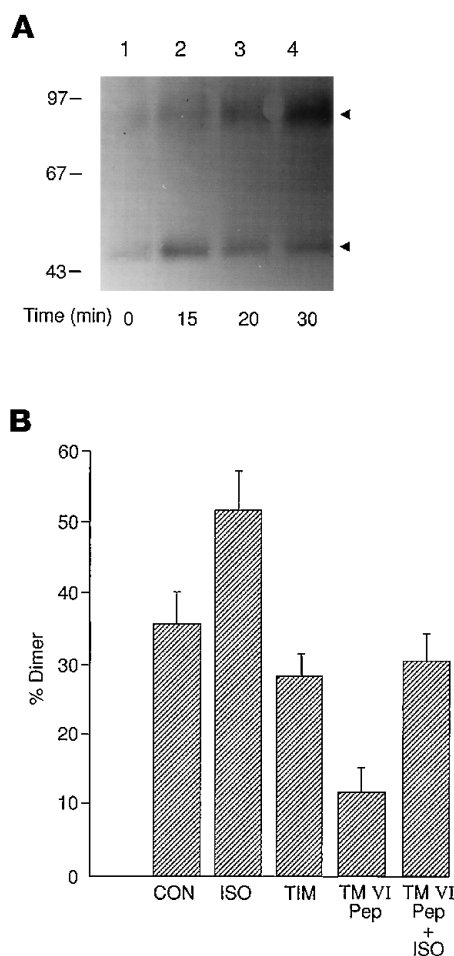 A
1 2 3 4
97
67
43
Time (min) 0 15 20 30
B
60
50
40
30
20
10
0
% Dimer
CON ISO TIM TM VI TM VI
Pep Pep
+
ISO